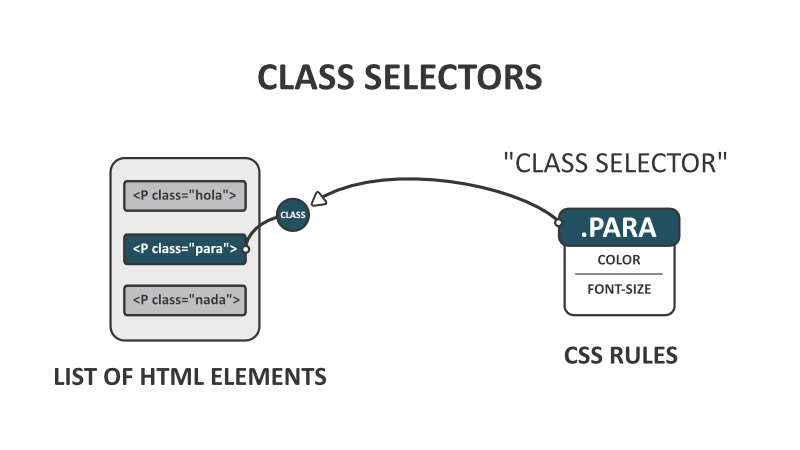 CLASS SELECTORS
"CLASS SELECTOR"
<P class="hola">
CLASS
.PARA
<P class="para">
COLOR
FONT-SIZE
<P class="nada">
CSS RULES
LIST OF HTML ELEMENTS